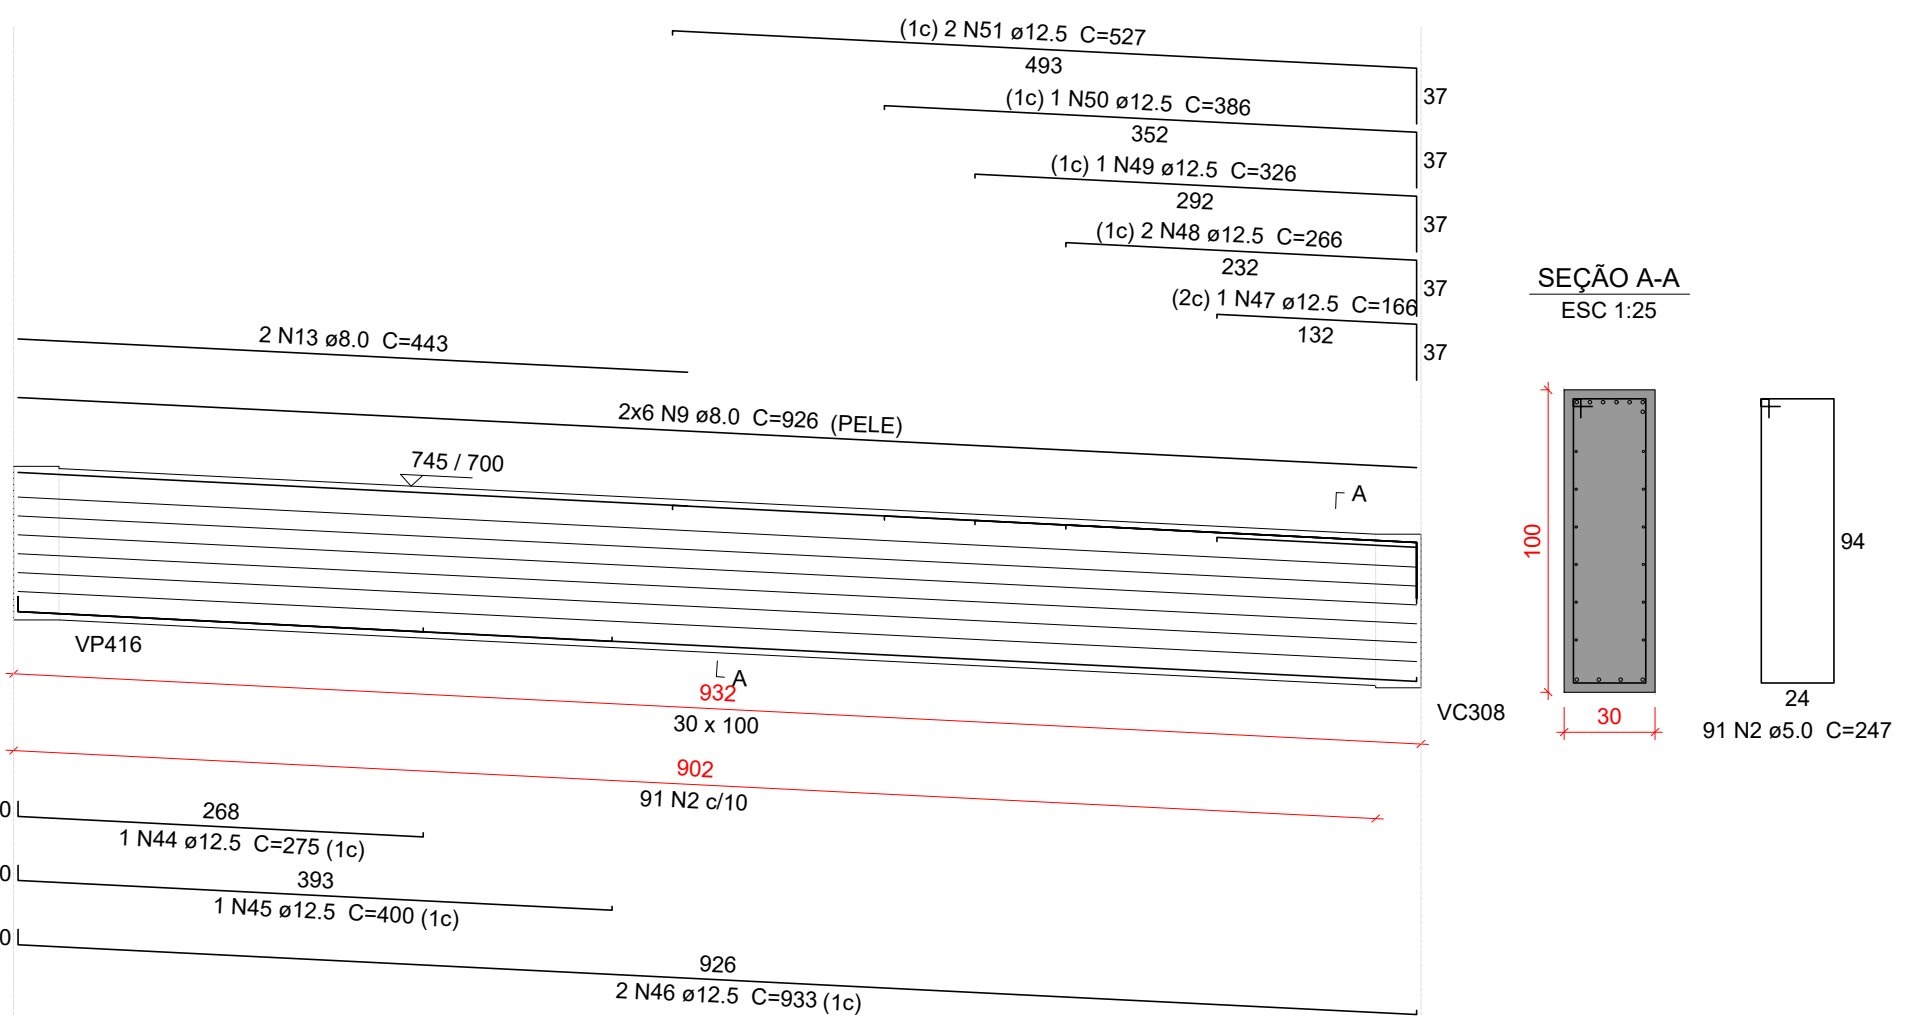 (1c) 2 N51 ø12.5 C=527
493
37
(1c) 1 N50 ø12.5 C=386
352
37
(1c) 1 N49 ø12.5 C=326
292
37
(1c) 2 N48 ø12.5 C=266
232
37
(2c) 1 N47 ø12.5 C=166
132
37
2 N13 ø8.0 C=443
2x6 N9 ø8.0 C=926 (PELE)
745 / 700
A
VP416
A
932
30 x 100
VC308
902
91 N2 c/10
0
268
1 N44 ø12.5 C=275 (1c)
0
393
1 N45 ø12.5 C=400 (1c)
0
926
2 N46 ø12.5 C=933 (1c)
SEÇÃO A-A
ESC 1:25
100
30
94
24
91 N2 ø5.0 C=247